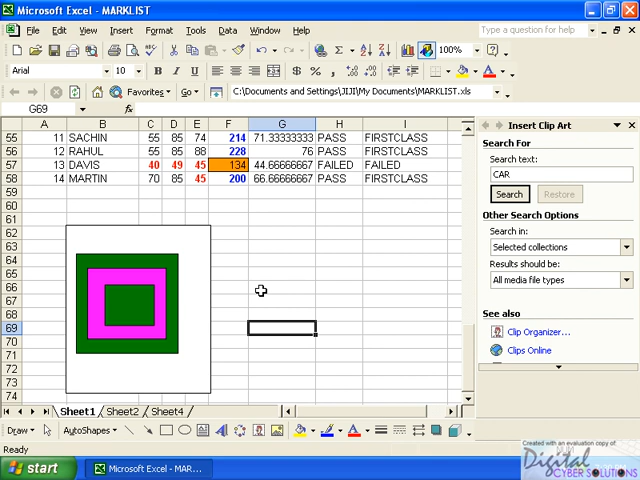 Microsoft Excel - MARKLIST
File Edit View Insert Format Tools Data Window Help Type a question for help
100%
Arial 10 B I U $ %
Favorites Go C:\Documents and Settings\JIJI\My Documents\MARKLIST.xls
G69 fx
A B C D E F G H I
55 11 SACHIN 55 85 74 214 71.33333333 PASS FIRSTCLASS
56 12 RAHUL 55 85 88 228 76 PASS FIRSTCLASS
57 13 DAVIS 40 49 45 134 44.66666667 FAILED FAILED
58 14 MARTIN 70 85 45 200 66.66666667 PASS FIRSTCLASS
59
60
61
62
63
64
65
66
67
68
69
70
71
72
73
74
Insert Clip Art
Search For
Search text:
CAR
Search Restore
Other Search Options
Search in:
Selected collections
Results should be:
All media file types
See also
Clip Organizer...
Clips Online
Sheet1 Sheet2 Sheet4
Draw AutoShapes
Ready
NUM
start Microsoft Excel - MAR...
Created with an evaluation copy of
Digital
CYBER SOLUTIONS